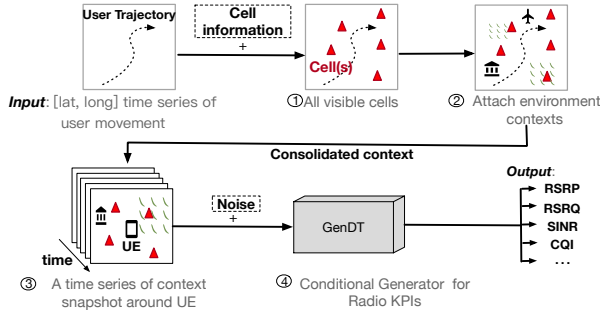 User Trajectory
Cell
information
+
Cell(s)
Input: [lat, long] time series of
user movement
① All visible cells
② Attach environment
contexts
Consolidated context
Output:
UE
time
Noise
+
GenDT
RSRP
RSRQ
SINR
CQI
...
③ A time series of context
snapshot around UE
④ Conditional Generator for
Radio KPIs